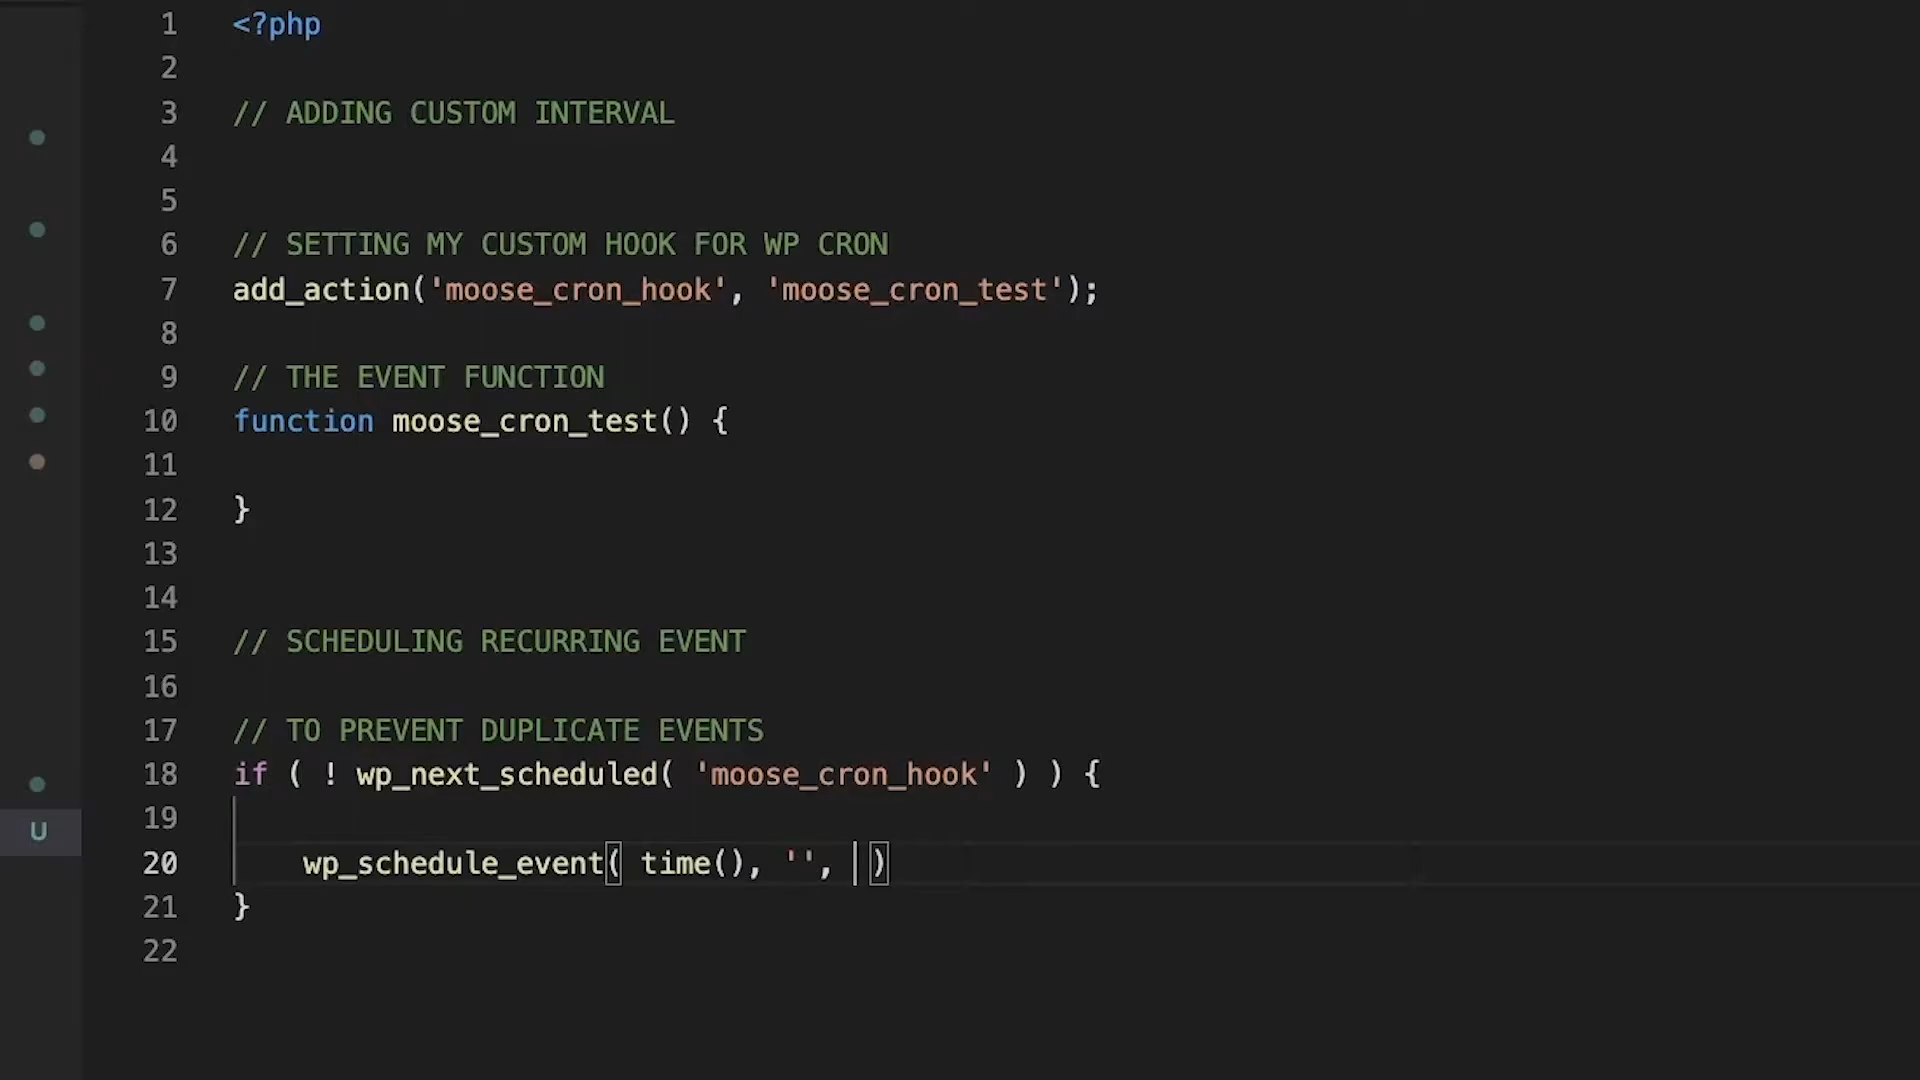 1 <?php
2
3 // ADDING CUSTOM INTERVAL
4
5
6 // SETTING MY CUSTOM HOOK FOR WP CRON
7 add_action('moose_cron_hook', 'moose_cron_test');
8
9 // THE EVENT FUNCTION
10 function moose_cron_test() {
11
12 }
13
14
15 // SCHEDULING RECURRING EVENT
16
17 // TO PREVENT DUPLICATE EVENTS
18 if ( ! wp_next_scheduled( 'moose_cron_hook' ) ) {
19
U
20 wp_schedule_event( time(), '', )
21 }
22